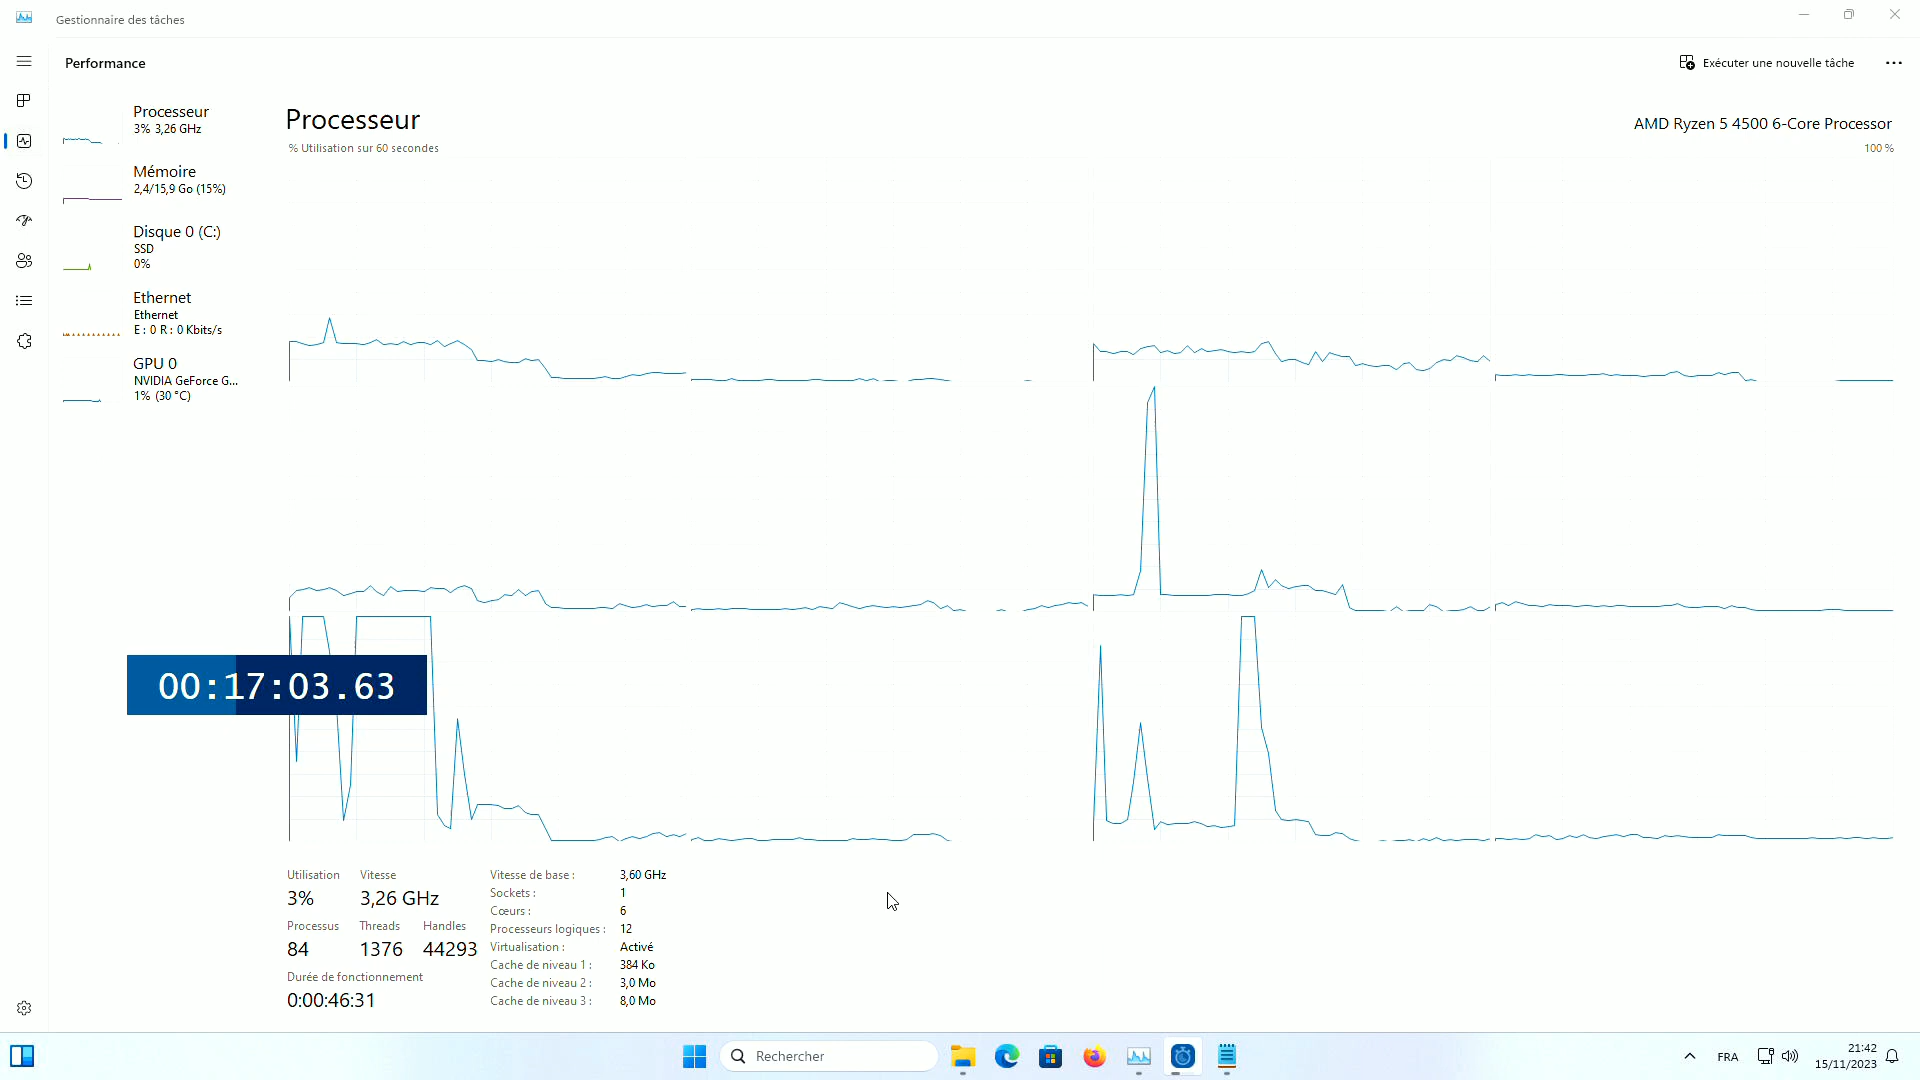 Gestionnaire des tâches
Performance
Exécuter une nouvelle tâche
Processeur
3% 3,26 GHz
Mémoire
2,4/15,9 Go (15%)
Disque 0 (C:)
SSD
0%
Ethernet
Ethernet
E : 0 R : 0 Kbits/s
GPU 0
NVIDIA GeForce G...
1% (30 °C)
Processeur
AMD Ryzen 5 4500 6-Core Processor
% Utilisation sur 60 secondes
100 %
00:17:03.63
Utilisation
Vitesse
3%
3,26 GHz
Processus
Threads
Handles
84
1376
44293
Durée de fonctionnement
0:00:46:31
Vitesse de base : 3,60 GHz
Sockets : 1
Cœurs : 6
Processeurs logiques : 12
Virtualisation : Activé
Cache de niveau 1 : 384 Ko
Cache de niveau 2 : 3,0 Mo
Cache de niveau 3 : 8,0 Mo
Rechercher
FRA
21:42
15/11/2023